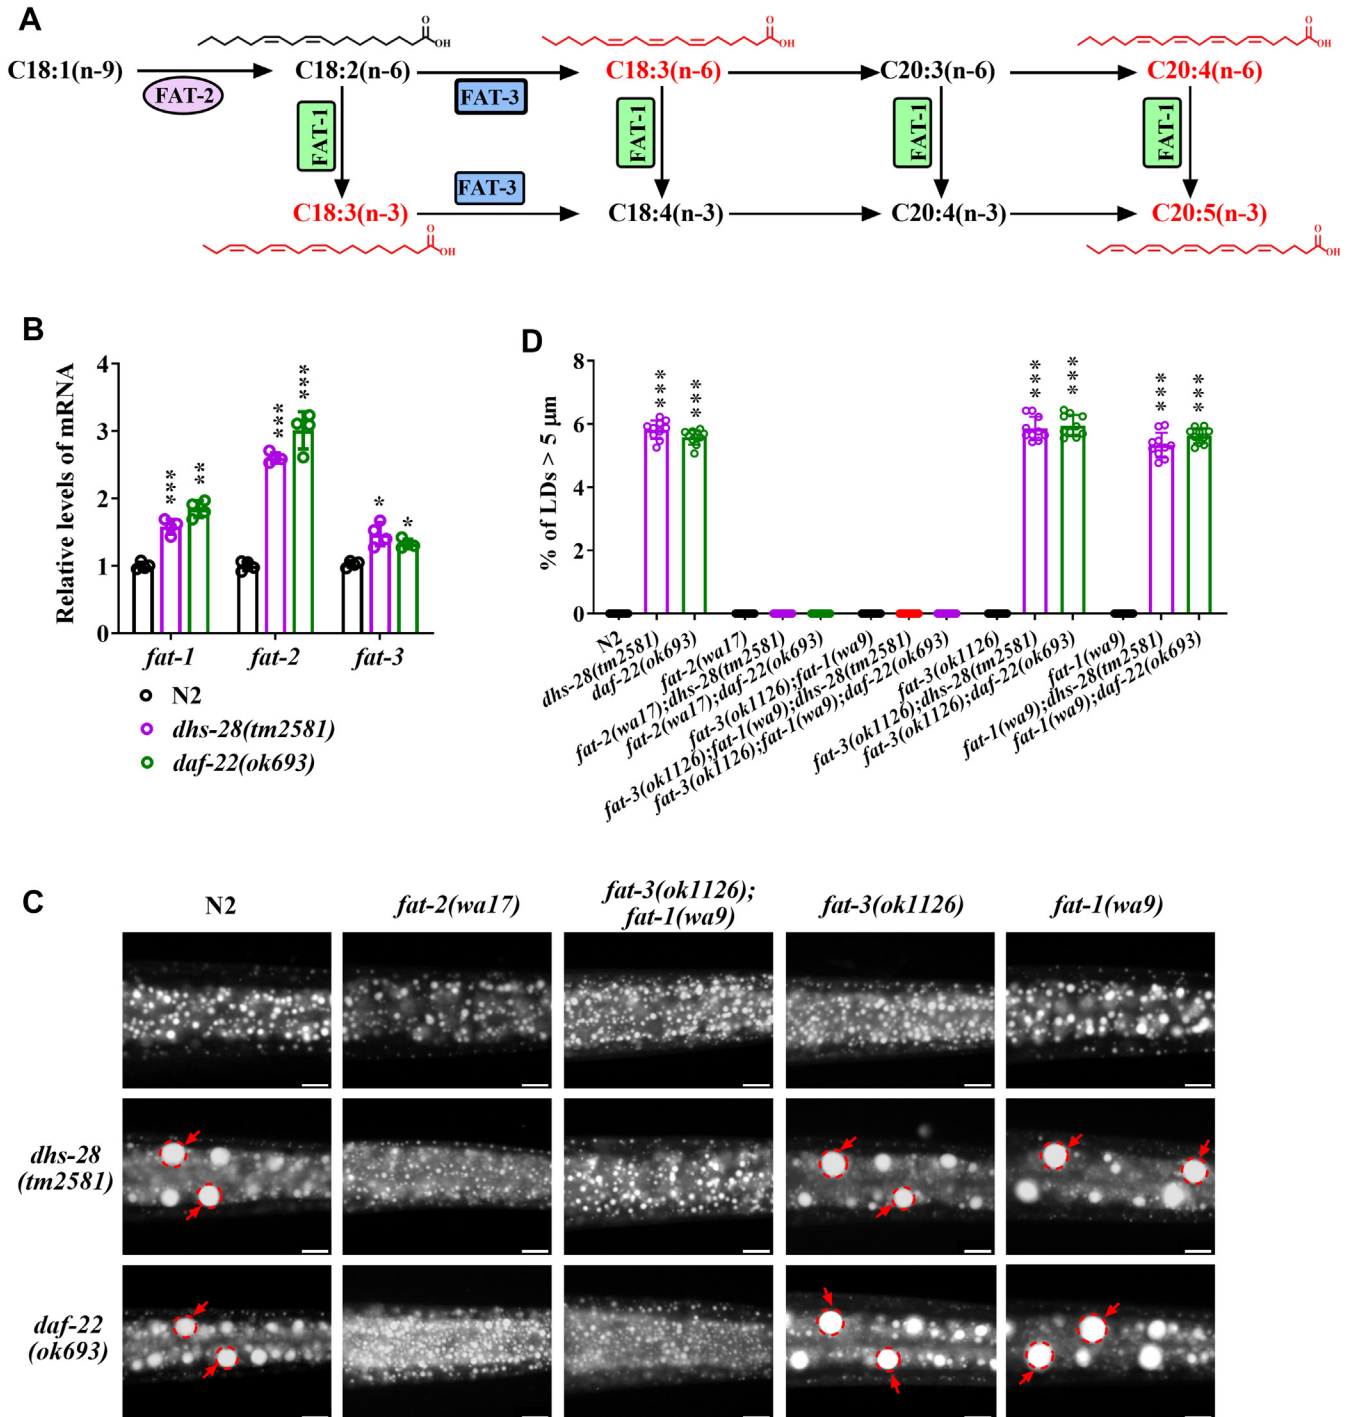 A
C18:1(n-9)
FAT-2
O
OH
C18:2(n-6)
FAT-3
O
OH
C18:3(n-6)
C20:3(n-6)
O
OH
C20:4(n-6)
FAT-1
FAT-1
FAT-1
FAT-1
C18:3(n-3)
FAT-3
C18:4(n-3)
C20:4(n-3)
C20:5(n-3)
O
OH
O
OH
B
Relative levels of mRNA
4
3
2
1
0
***
**
***
***
*
*
fat-1
fat-2
fat-3
N2
dhs-28(tm2581)
daf-22(ok693)
D
% of LDs > 5 μm
8
6
4
2
0
***
***
***
***
***
***
N2
dhs-28(tm2581)
daf-22(ok693)
fat-2(wa17)
fat-2(wa17);dhs-28(tm2581)
fat-2(wa17);daf-22(ok693)
fat-3(ok1126);fat-1(wa9)
fat-3(ok1126);fat-1(wa9);dhs-28(tm2581)
fat-3(ok1126);fat-1(wa9);daf-22(ok693)
fat-3(ok1126)
fat-3(ok1126);dhs-28(tm2581)
fat-3(ok1126);daf-22(ok693)
fat-1(wa9)
fat-1(wa9);dhs-28(tm2581)
fat-1(wa9);daf-22(ok693)
C
N2
fat-2(wa17)
fat-3(ok1126);
fat-1(wa9)
fat-3(ok1126)
fat-1(wa9)
dhs-28
(tm2581)
daf-22
(ok693)